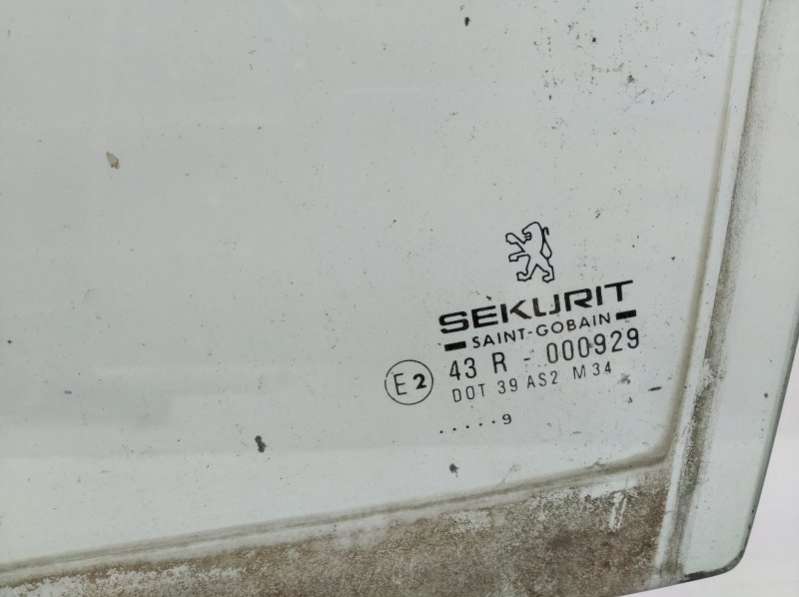 SEKURIT
SAINT-GOBAIN
E2 43 R - 000929
DOT 39 AS2 M34
.....9